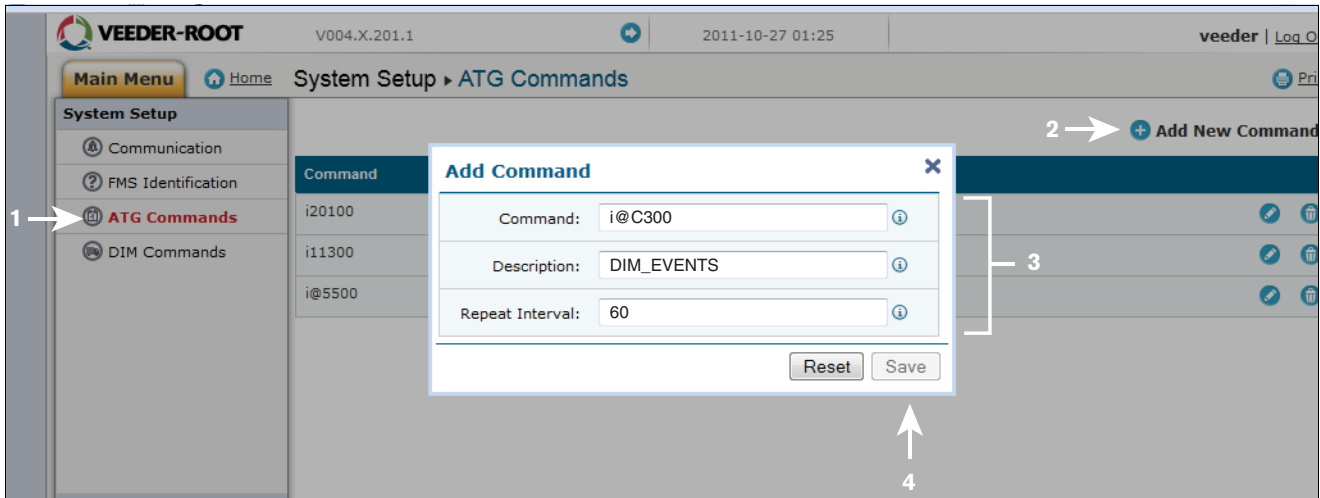 VEEDER-ROOT V004.X.201.1 2011-10-27 01:25 veeder | Log O
Main Menu Home System Setup ▸ ATG Commands Pri
System Setup
Communication
FMS Identification
ATG Commands
DIM Commands
1
2 Add New Command
Command
i20100
i11300
i@5500
Add Command
Command: i@C300
Description: DIM_EVENTS
Repeat Interval: 60
3
Reset Save
4